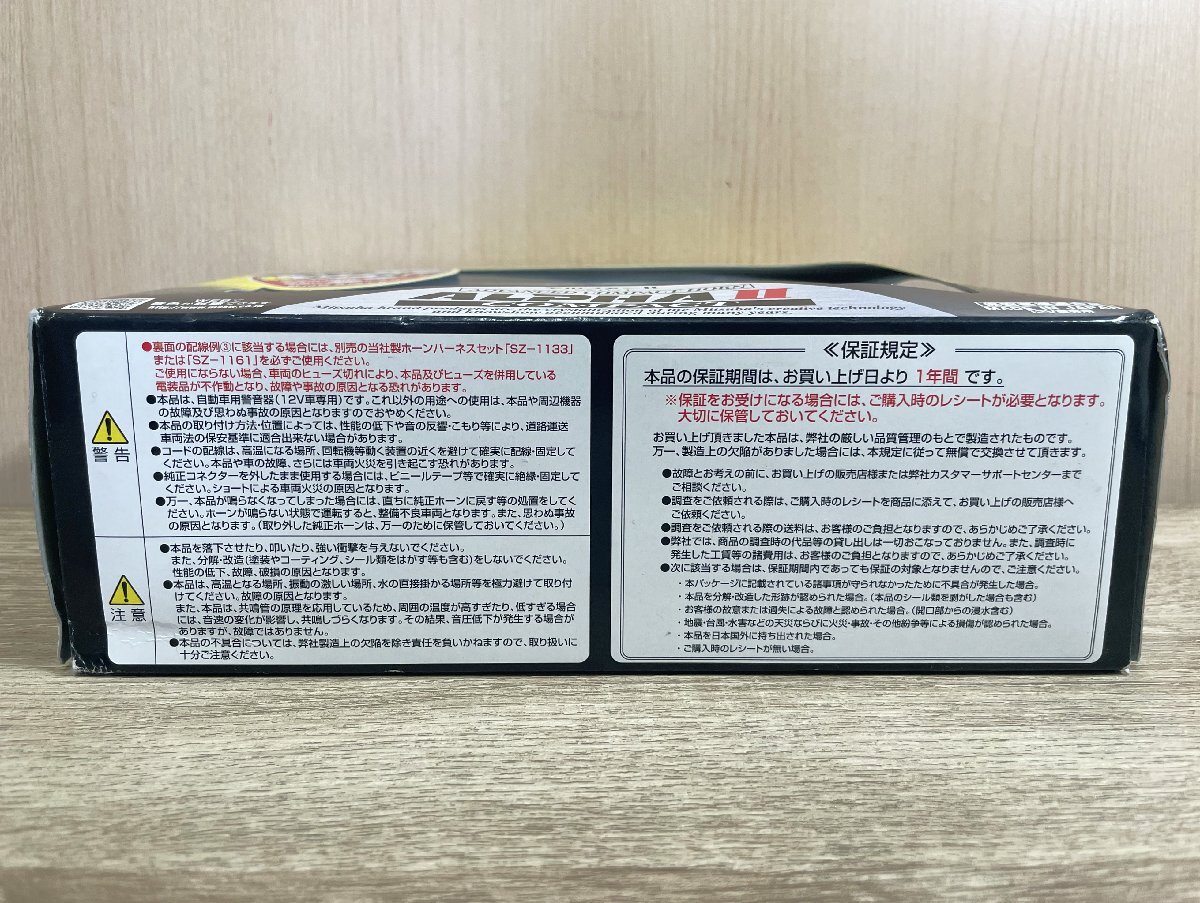 ALPHA II
and knowhow accumulated during many years.
警告
●裏面の配線例③に該当する場合には、別売の当社製ホーンハーネスセット「SZ-1133」
または「SZ-1161」を必ずご使用ください。
ご使用にならない場合、車両のヒューズ切れにより、本品及びヒューズを併用している
電装品が不作動となり、故障や事故の原因となる恐れがあります。
●本品は、自動車用警音器(12V車専用)です。これ以外の用途への使用は、本品や周辺機器
の故障及び思わぬ事故の原因となりますのでおやめください。
●本品の取り付け方法・位置によっては、性能の低下や音の反響・こもり等により、道路運送
車両法の保安基準に適合出来ない場合があります。
●コードの配線は、高温になる場所、回転機等動く装置の近くを避けて確実に配線・固定して
ください。本品や車の故障、さらには車両火災を引き起こす恐れがあります。
●純正コネクターを外したまま使用する場合には、ビニールテープ等で確実に絶縁・固定して
ください。ショートによる車両火災の原因となります。
●万一、本品が鳴らなくなってしまった場合には、直ちに純正ホーンに戻す等の処置をしてく
ださい。ホーンが鳴らない状態で運転すると、整備不良車両となります。また、思わぬ事故
の原因となります。(取り外した純正ホーンは、万一のために保管しておいてください。)
注意
●本品を落下させたり、叩いたり、強い衝撃を与えないでください。
また、分解・改造(塗装やコーティング、シール類をはがす等も含む)をしないでください。
性能の低下、故障、破損の原因となります。
●本品は、高温となる場所、振動の激しい場所、水の直接掛かる場所等を極力避けて取り付
けてください。故障の原因となります。
また、本品は、共鳴管の原理を応用しているため、周囲の温度が高すぎたり、低すぎる場合
には、音速の変化が影響し、共鳴しづらくなります。その結果、音圧低下が発生する場合が
ありますが、故障ではありません。
●本品の不具合については、弊社製造上の欠陥を除き責任を負いかねますので、取り扱いに
十分ご注意ください。
≪保証規定≫
本品の保証期間は、お買い上げ日より 1年間 です。
※保証をお受けになる場合には、ご購入時のレシートが必要となります。
大切に保管しておいてください。
お買い上げ頂きました本品は、弊社の厳しい品質管理のもとで製造されたものです。
万一、製造上の欠陥がありました場合には、本規定に従って無償で交換させて頂きます。
●故障とお考えの前に、お買い上げの販売店様または弊社カスタマーサポートセンターまで
ご相談ください。
●調査をご依頼される際は、ご購入時のレシートを商品に添えて、お買い上げの販売店様へ
ご依頼ください。
●調査をご依頼される際の送料は、お客様のご負担となりますので、あらかじめご了承ください。
●弊社では、商品の調査時の代品等の貸し出しは一切おこなっておりません。また、調査時に
発生した工賃等の諸費用は、お客様のご負担となりますので、あらかじめご了承ください。
●次に該当する場合は、保証期間内であっても保証の対象となりませんので、ご注意ください。
・本パッケージに記載されている諸事項が守られなかったために不具合が発生した場合。
・本品を分解・改造した形跡が認められた場合。(本品のシール類を剥がした場合も含む)
・お客様の故意または過失による故障と認められた場合。(開口部からの浸水含む)
・地震・台風・水害などの天災ならびに火災・事故・その他紛争等による損傷が認められた場合。
・本品を日本国外に持ち出された場合。
・ご購入時のレシートが無い場合。